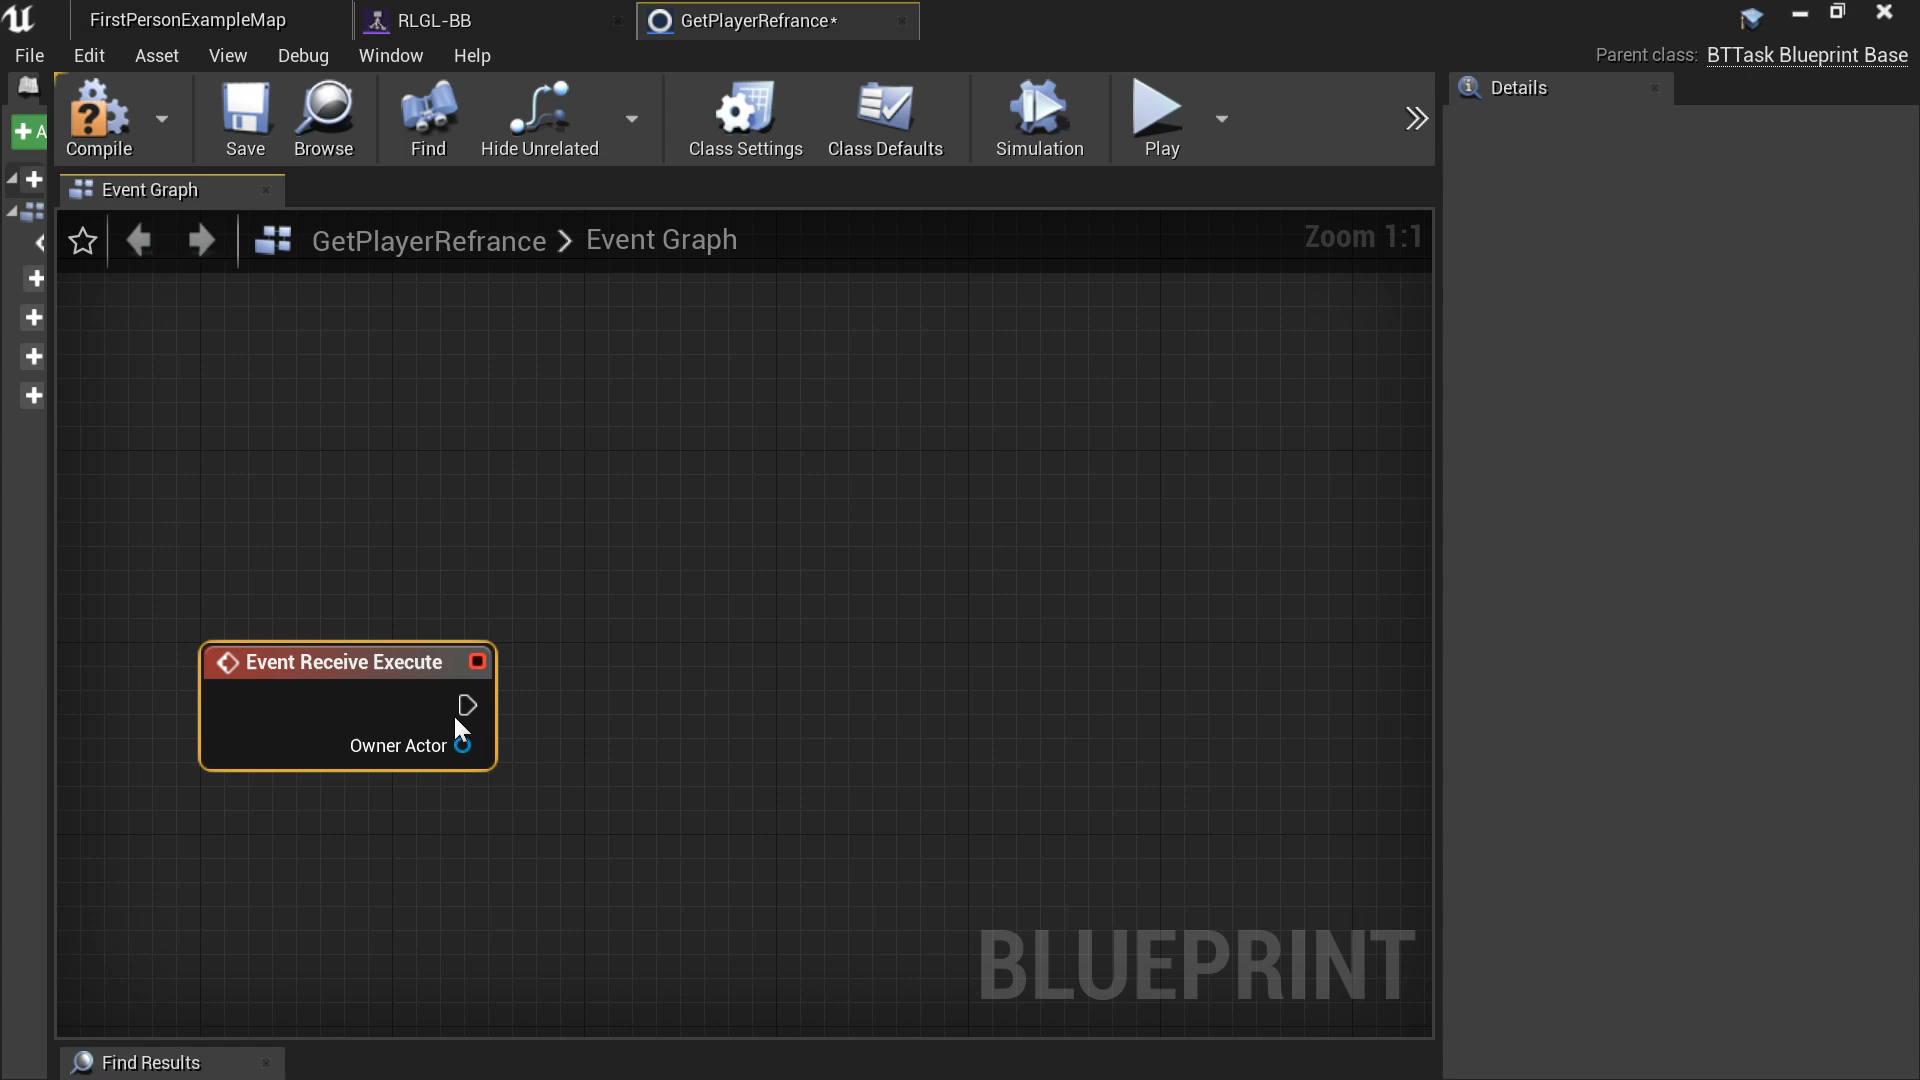 FirstPersonExampleMap
RLGL-BB
GetPlayerRefrance*
File Edit Asset View Debug Window Help
Parent class: BTTask Blueprint Base
A
Compile Save Browse Find Hide Unrelated Class Settings Class Defaults Simulation Play
Details
Event Graph
GetPlayerRefrance > Event Graph
Zoom 1:1
Event Receive Execute
Owner Actor
BLUEPRINT
Find Results